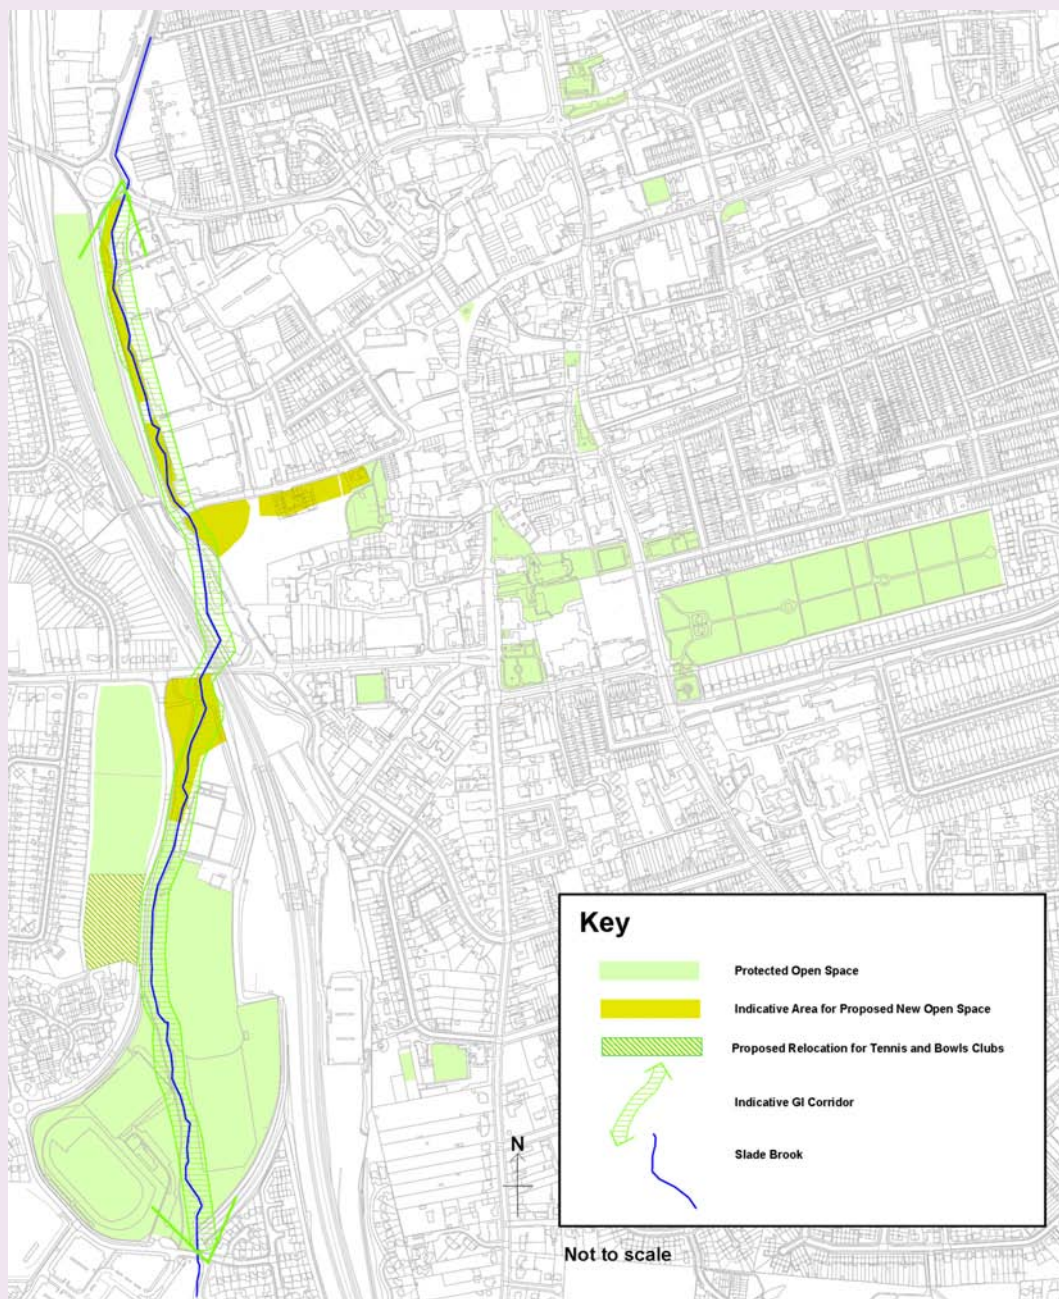 Key
Protected Open Space
Indicative Area for Proposed New Open Space
Proposed Relocation for Tennis and Bowls Clubs
Indicative GI Corridor
Slade Brook
N
Not to scale